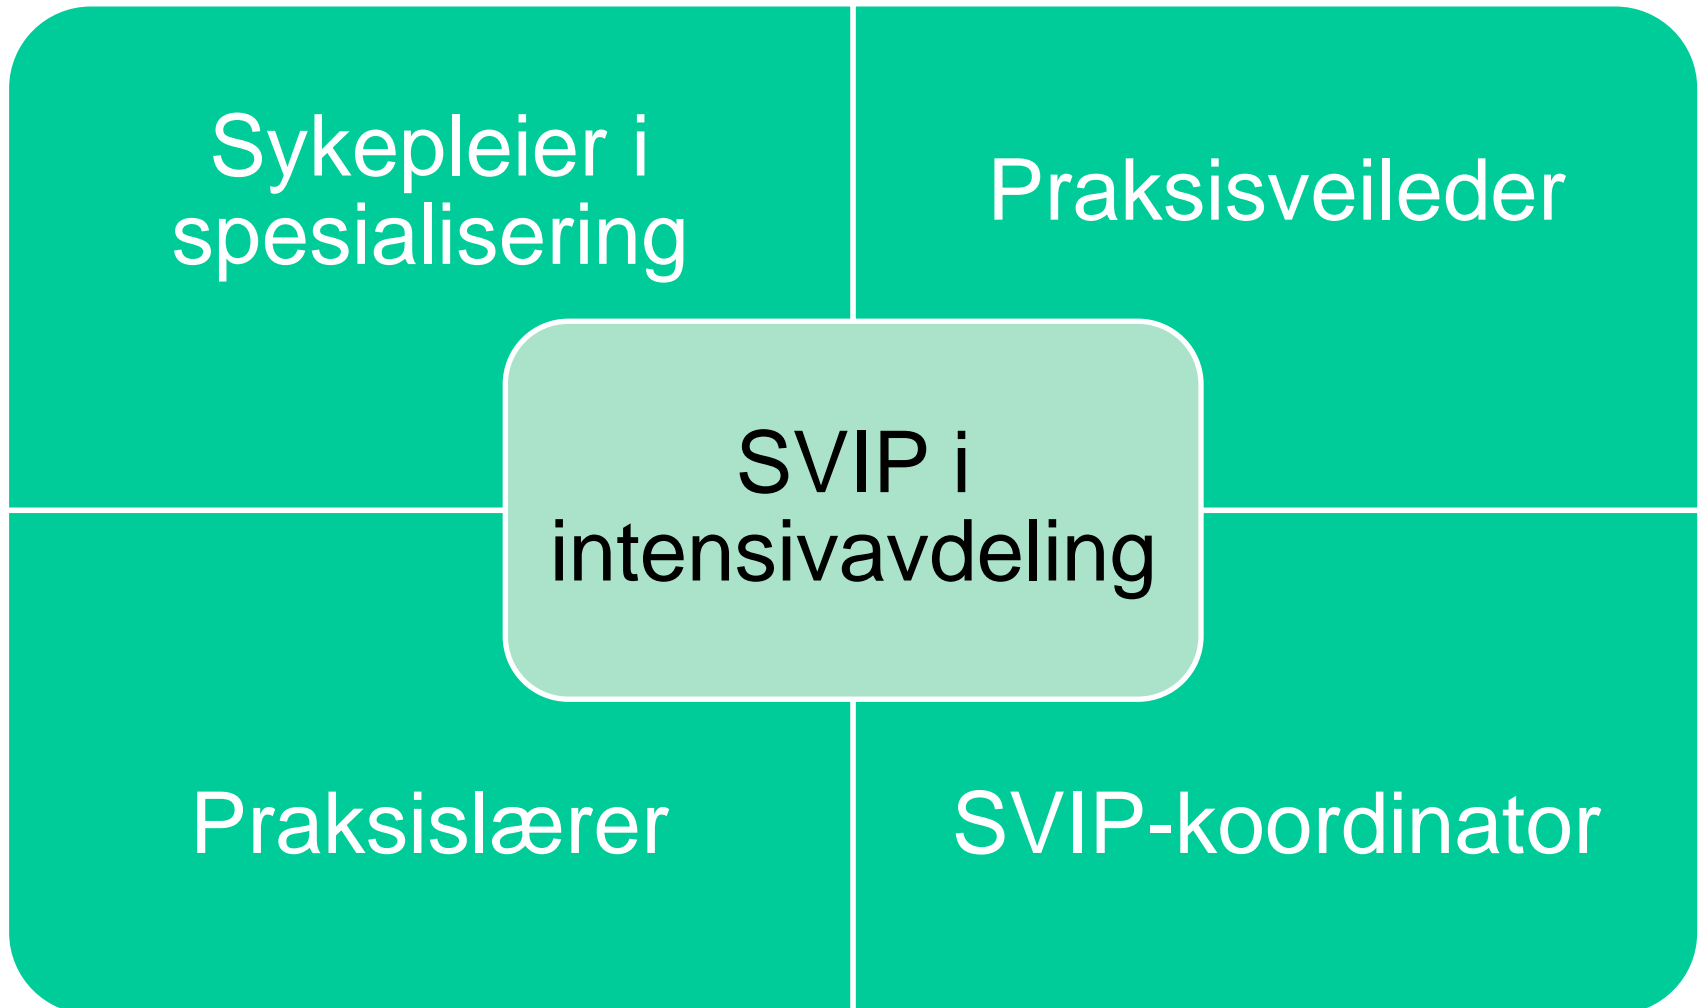 Sykepleier i
spesialisering
Praksisveileder
SVIP i
intensivavdeling
Praksislærer
SVIP-koordinator